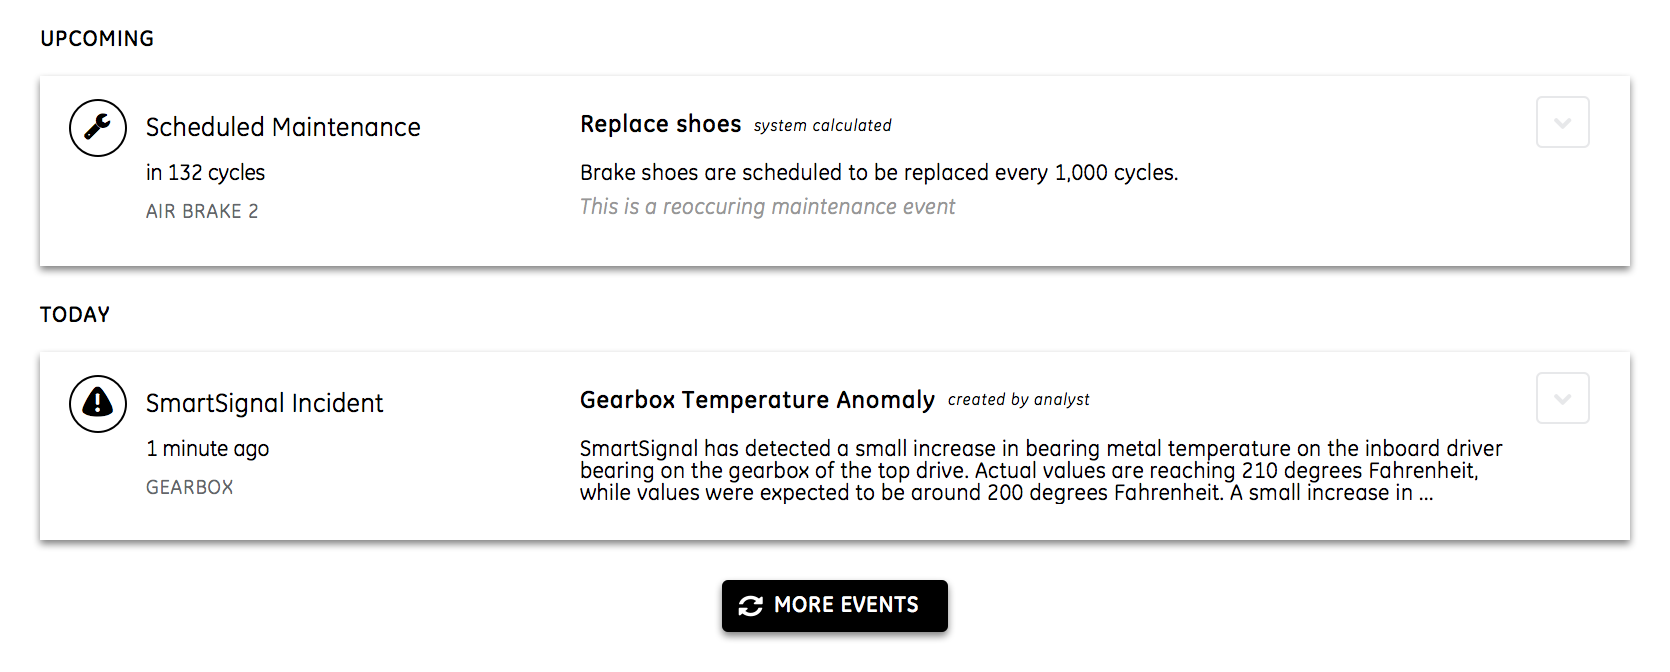 UPCOMING
Scheduled Maintenance
in 132 cycles
AIR BRAKE 2
Replace shoes system calculated
Brake shoes are scheduled to be replaced every 1,000 cycles.
This is a reoccuring maintenance event
TODAY
SmartSignal Incident
1 minute ago
GEARBOX
Gearbox Temperature Anomaly created by analyst
SmartSignal has detected a small increase in bearing metal temperature on the inboard driver
bearing on the gearbox of the top drive. Actual values are reaching 210 degrees Fahrenheit,
while values were expected to be around 200 degrees Fahrenheit. A small increase in ...
MORE EVENTS